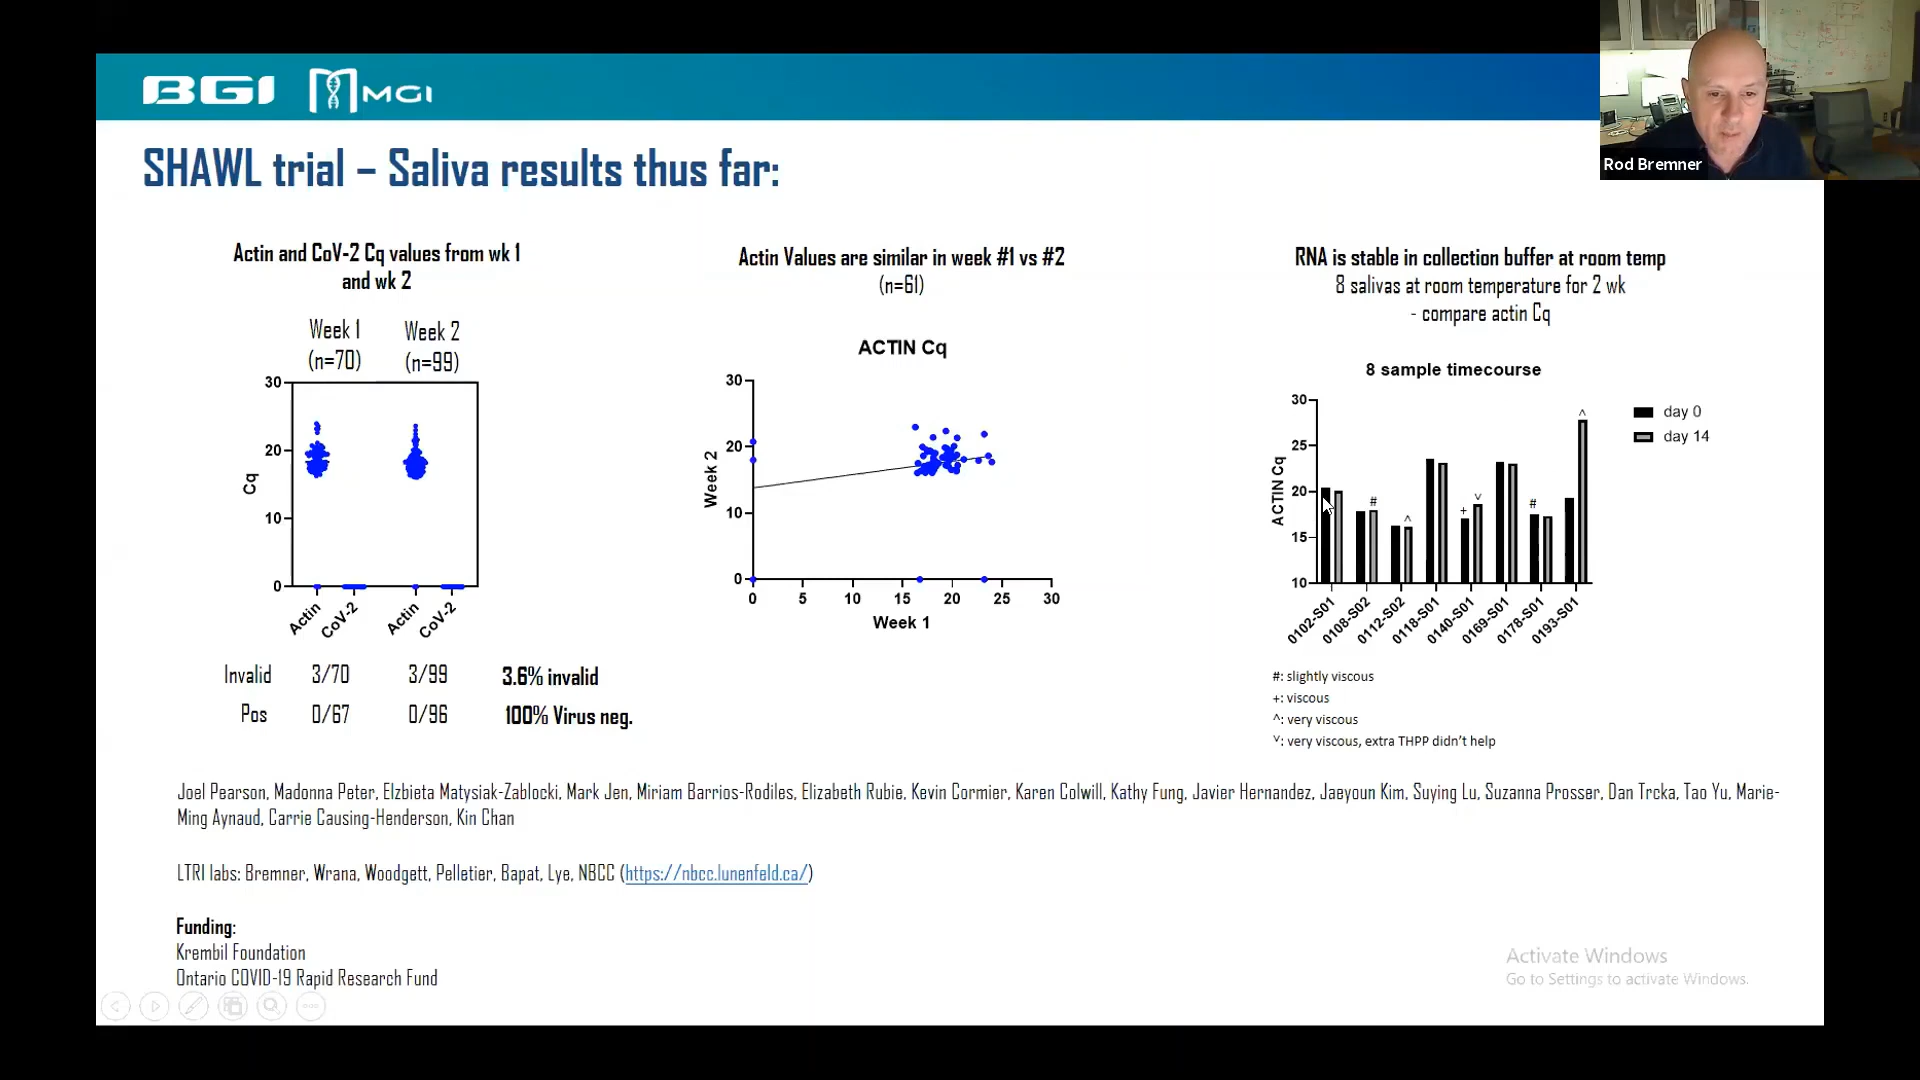 BGI MGI
Rod Bremner
SHAWL trial – Saliva results thus far:
Actin and CoV-2 Cq values from wk 1
and wk 2
Week 1 Week 2
(n=70) (n=99)
30
20
10
0
Cq
Actin CoV-2 Actin CoV-2
Invalid 3/70 3/99 3.6% invalid
Pos 0/67 0/96 100% Virus neg.
Actin Values are similar in week #1 vs #2
(n=61)
ACTIN Cq
30
20
10
0
Week 2
0 5 10 15 20 25 30
Week 1
RNA is stable in collection buffer at room temp
8 salivas at room temperature for 2 wk
- compare actin Cq
8 sample timecourse
30
25
20
15
10
ACTIN Cq
day 0
day 14
# ^ + v # ^
0102-S01 0108-S02 0112-S02 0118-S01 0140-S01 0169-S01 0178-S01 0193-S01
#: slightly viscous
+: viscous
^: very viscous
v: very viscous, extra THPP didn't help
Joel Pearson, Madonna Peter, Elzbieta Matysiak-Zablocki, Mark Jen, Miriam Barrios-Rodiles, Elizabeth Rubie, Kevin Cormier, Karen Colwill, Kathy Fung, Javier Hernandez, Jaeyoun Kim, Suying Lu, Suzanna Prosser, Dan Trcka, Tao Yu, Marie-
Ming Aynaud, Carrie Causing-Henderson, Kin Chan
LTRI labs: Bremner, Wrana, Woodgett, Pelletier, Bapat, Lye, NBCC (https://nbcc.lunenfeld.ca/)
Funding:
Krembil Foundation
Ontario COVID-19 Rapid Research Fund
Activate Windows
Go to Settings to activate Windows.